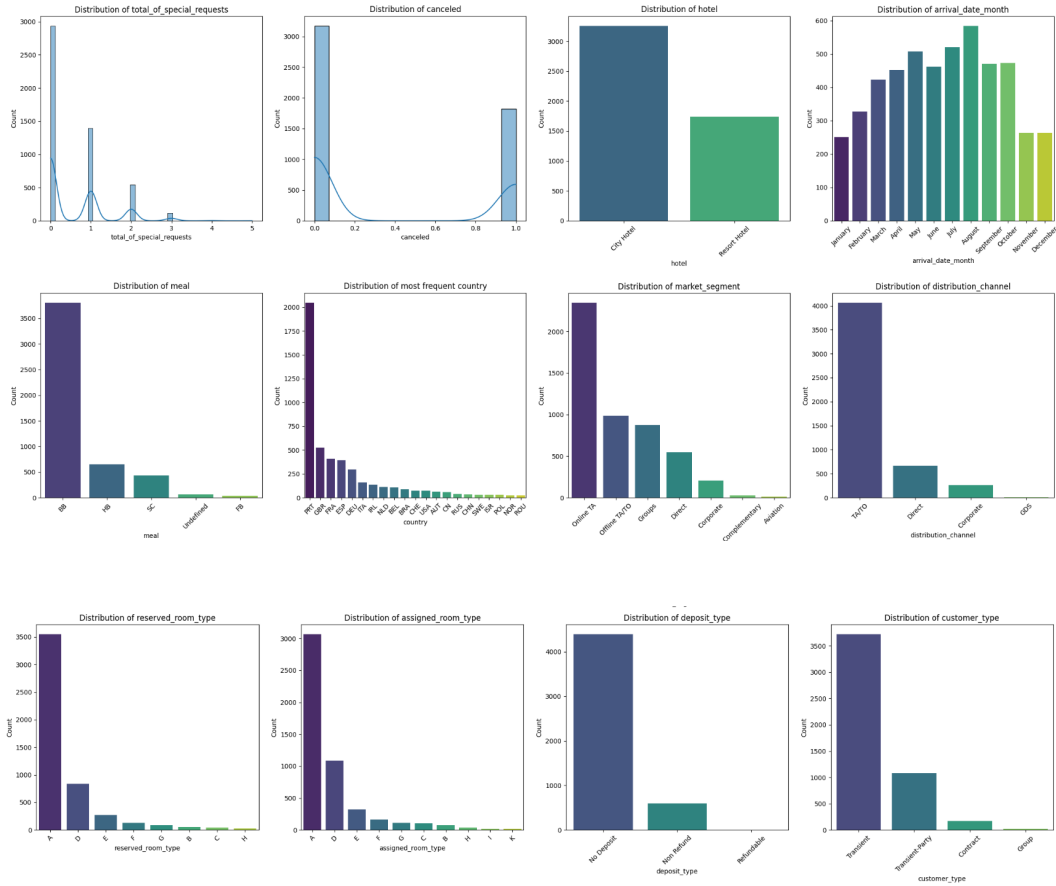 Distribution of total_of_special_requests
Count
3000
2500
2000
1500
1000
500
0
0 1 2 3 4 5
total_of_special_requests
Distribution of canceled
Count
3000
2500
2000
1500
1000
500
0
0.0 0.2 0.4 0.6 0.8 1.0
canceled
Distribution of hotel
Count
3000
2500
2000
1500
1000
500
0
City Hotel Resort Hotel
hotel
Distribution of arrival_date_month
Count
600
500
400
300
200
100
0
January February March April May June July August September October November December
arrival_date_month
Distribution of meal
Count
3500
3000
2500
2000
1500
1000
500
0
BB HB SC Undefined FB
meal
Distribution of most frequent country
Count
2000
1750
1500
1250
1000
750
500
250
0
PRT GBR FRA ESP DEU ITA IRL NLD BEL BRA CHE USA AUT CN RUS CHN SWE ISR POL NOR ROU
country
Distribution of market_segment
Count
2000
1500
1000
500
0
Online TA Offline TA/TO Groups Direct Corporate Complementary Aviation
market_segment
Distribution of distribution_channel
Count
4000
3500
3000
2500
2000
1500
1000
500
0
TA/TO Direct Corporate GDS
distribution_channel
Distribution of reserved_room_type
Count
3500
3000
2500
2000
1500
1000
500
0
A D E F G B C H
reserved_room_type
Distribution of assigned_room_type
Count
3000
2500
2000
1500
1000
500
0
A D E F G C B H I K
assigned_room_type
Distribution of deposit_type
Count
4000
3000
2000
1000
0
No Deposit Non Refund Refundable
deposit_type
Distribution of customer_type
Count
3500
3000
2500
2000
1500
1000
500
0
Transient Transient-Party Contract Group
customer_type